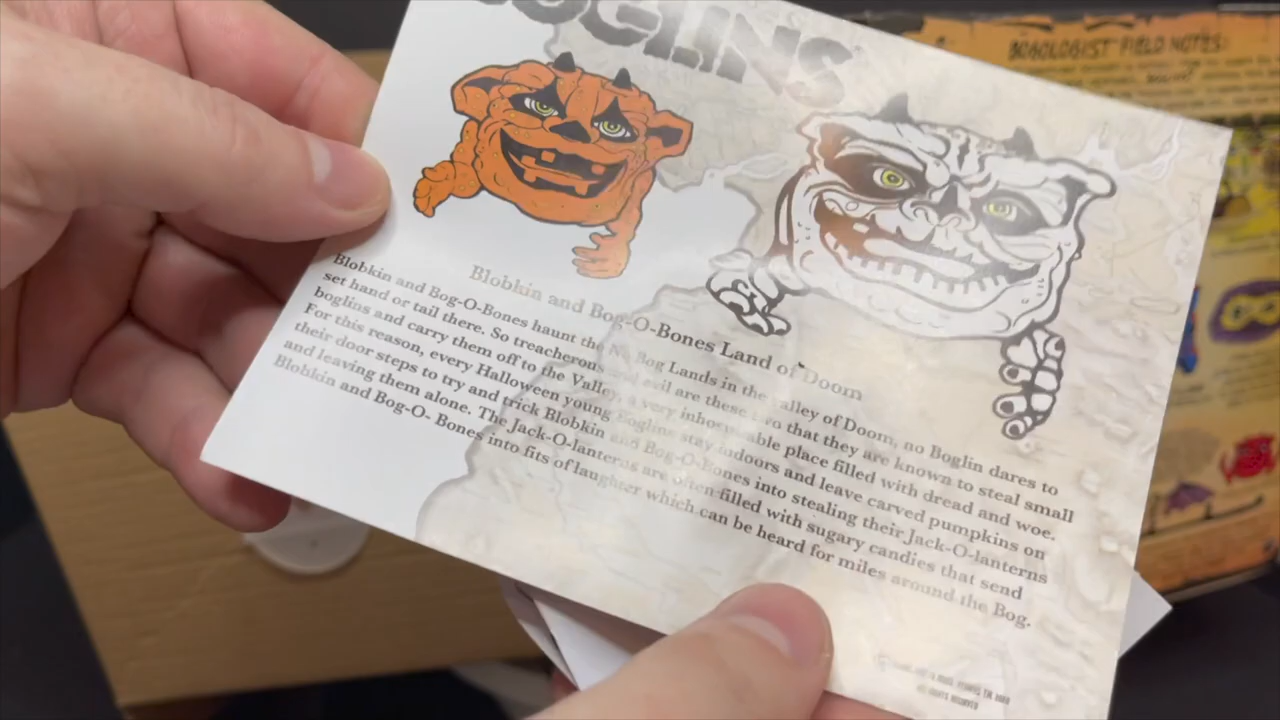 BOGLINS
BOGOLOGIST FIELD NOTES:
Blobkin and Bog-O-Bones Land of Doom
Blobkin and Bog-O-Bones haunt the No Bog Lands in the Valley of Doom, no Boglin dares to
set hand or tail there. So treacherous and evil are these two that they are known to steal small
boglins and carry them off to the Valley, a very inhospitable place filled with dread and woe.
For this reason, every Halloween young Boglins stay indoors and leave carved pumpkins on
their door steps to try and trick Blobkin and Bog-O-Bones into stealing their Jack-O-lanterns
and leaving them alone. The Jack-O-lanterns are often filled with sugary candies that send
Blobkin and Bog-O- Bones into fits of laughter which can be heard for miles around the Bog.
ALL RIGHTS RESERVED